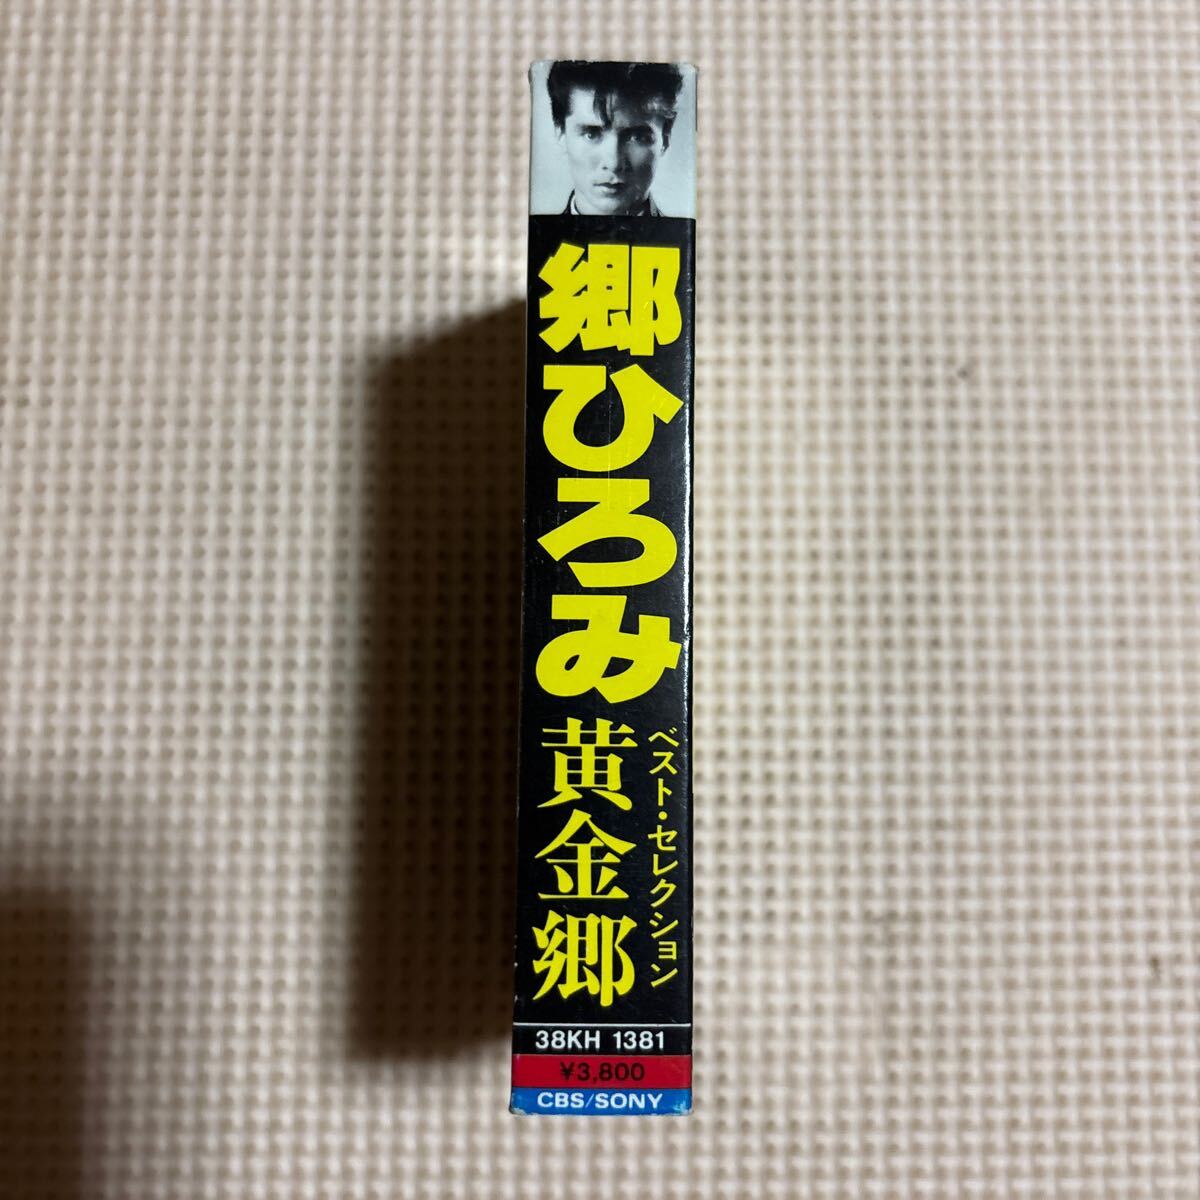 郷ひろみ
ベスト・セレクション
黄金郷
38KH 1381
¥3,800
CBS/SONY